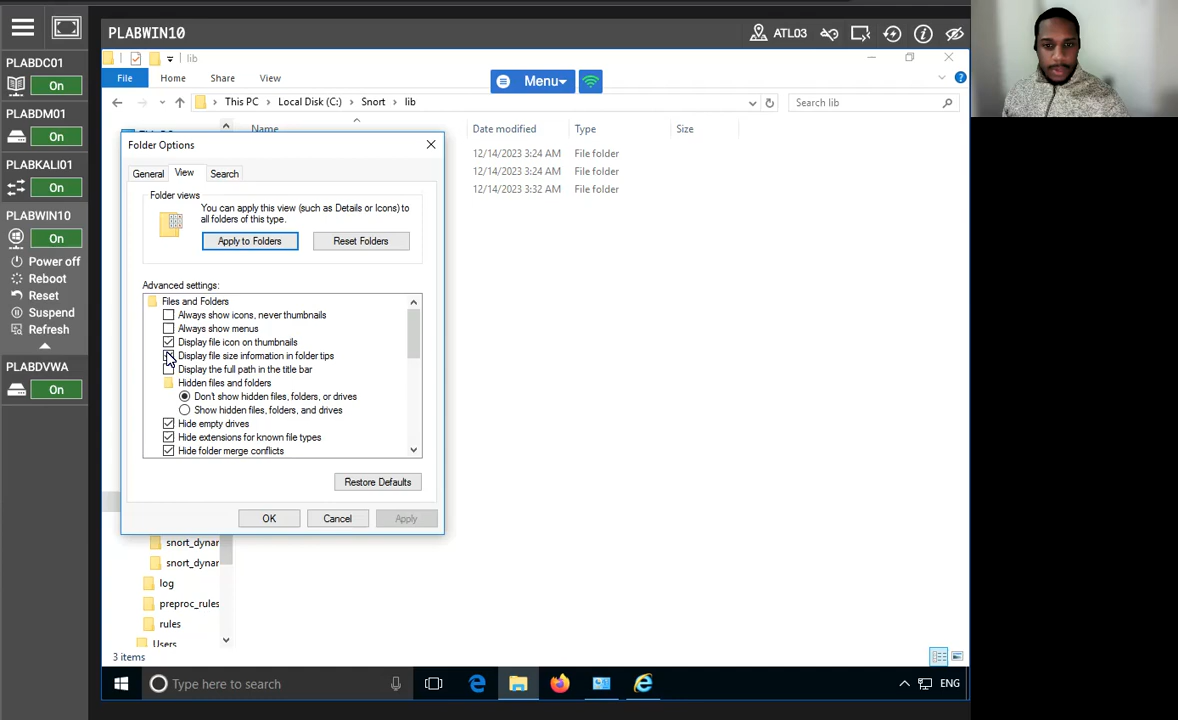 PLABWIN10
ATL03
PLABDC01
On
PLABDM01
On
PLABKALI01
On
PLABWIN10
On
Power off
Reboot
Reset
Suspend
Refresh
PLABDVWA
On
lib
File
Home
Share
View
Menu
This PC
Local Disk (C:)
Snort
lib
Search lib
Name
Date modified
Type
Size
12/14/2023 3:24 AM
File folder
12/14/2023 3:24 AM
File folder
12/14/2023 3:32 AM
File folder
Folder Options
General
View
Search
Folder views
You can apply this view (such as Details or Icons) to
all folders of this type.
Apply to Folders
Reset Folders
Advanced settings:
Files and Folders
Always show icons, never thumbnails
Always show menus
Display file icon on thumbnails
Display file size information in folder tips
Display the full path in the title bar
Hidden files and folders
Don't show hidden files, folders, or drives
Show hidden files, folders, and drives
Hide empty drives
Hide extensions for known file types
Hide folder merge conflicts
Restore Defaults
OK
Cancel
Apply
snort_dynar
snort_dynar
log
preproc_rules
rules
Users
3 items
Type here to search
ENG